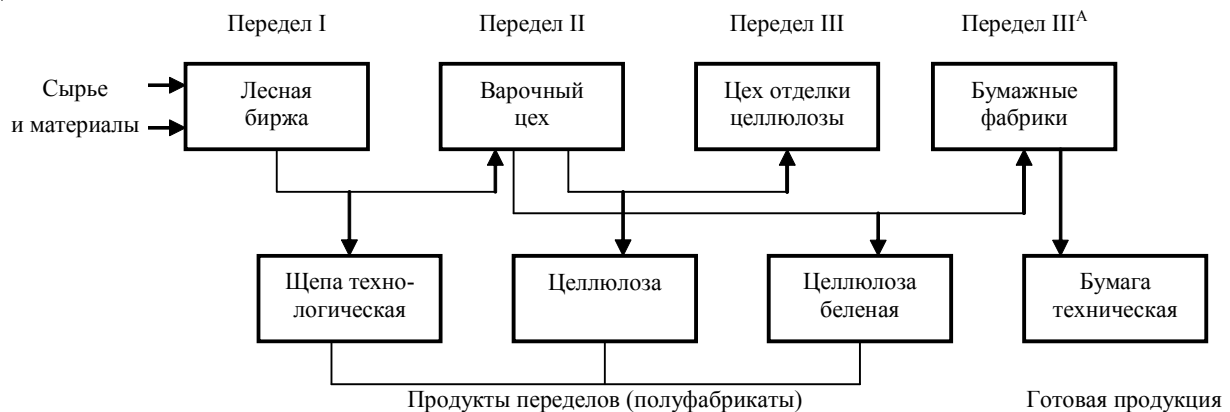 Передел I
Передел II
Передел III
Передел IIIА
Сырье
и материалы
Лесная
биржа
Варочный
цех
Цех отделки
целлюлозы
Бумажные
фабрики
Щепа техно-
логическая
Целлюлоза
Целлюлоза
беленая
Бумага
техническая
Продукты переделов (полуфабрикаты)
Готовая продукция